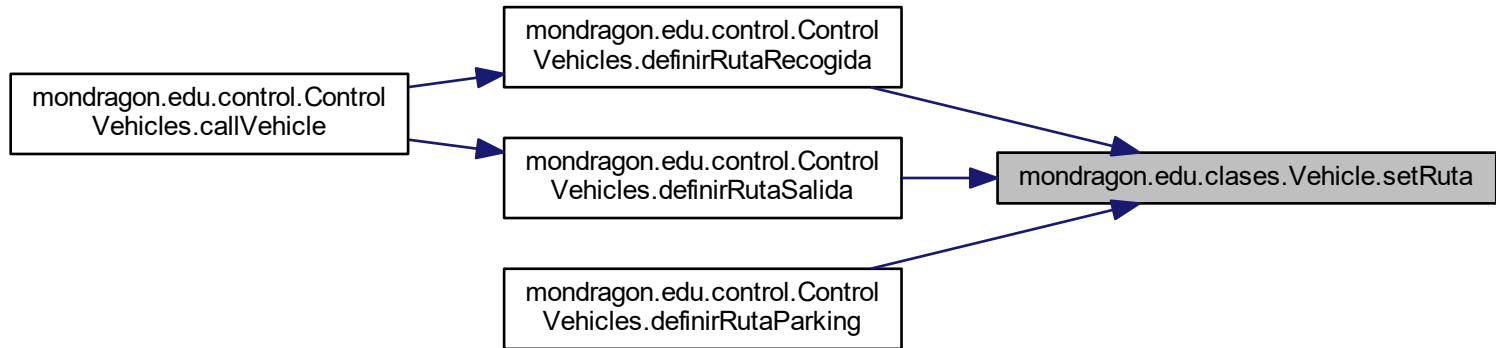 mondragon.edu.control.Control
Vehicles.callVehicle
mondragon.edu.control.Control
Vehicles.definirRutaRecogida
mondragon.edu.control.Control
Vehicles.definirRutaSalida
mondragon.edu.control.Control
Vehicles.definirRutaParking
mondragon.edu.clases.Vehicle.setRuta